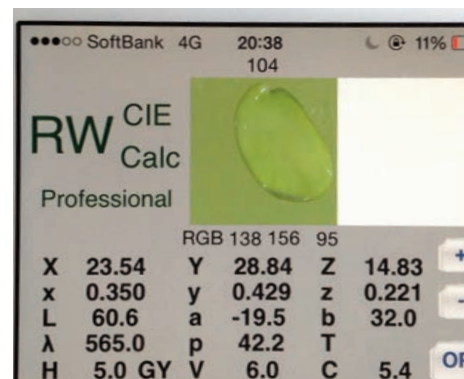 ●●●○○ SoftBank 4G 20:38 11%
104
RW CIE
Calc
Professional
RGB 138 156 95
X 23.54 Y 28.84 Z 14.83
x 0.350 y 0.429 z 0.221
L 60.6 a -19.5 b 32.0
λ 565.0 p 42.2 T
H 5.0 GY V 6.0 C 5.4